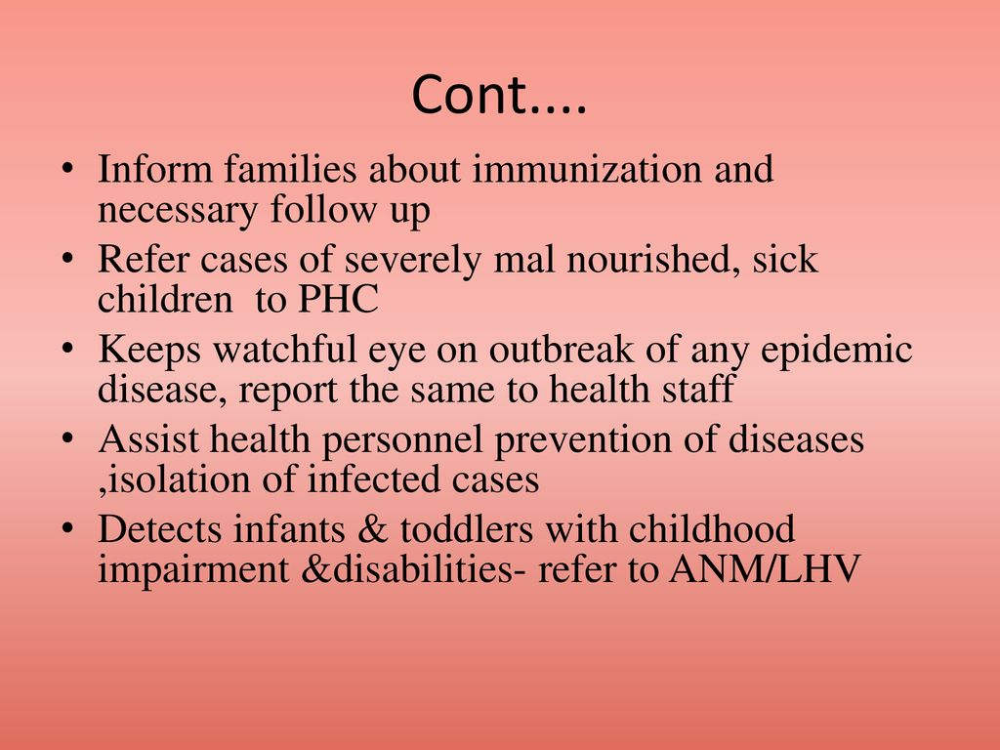 Cont....
• Inform families about immunization and
necessary follow up
• Refer cases of severely mal nourished, sick
children  to PHC
• Keeps watchful eye on outbreak of any epidemic
disease, report the same to health staff
• Assist health personnel prevention of diseases
,isolation of infected cases
• Detects infants & toddlers with childhood
impairment &disabilities- refer to ANM/LHV